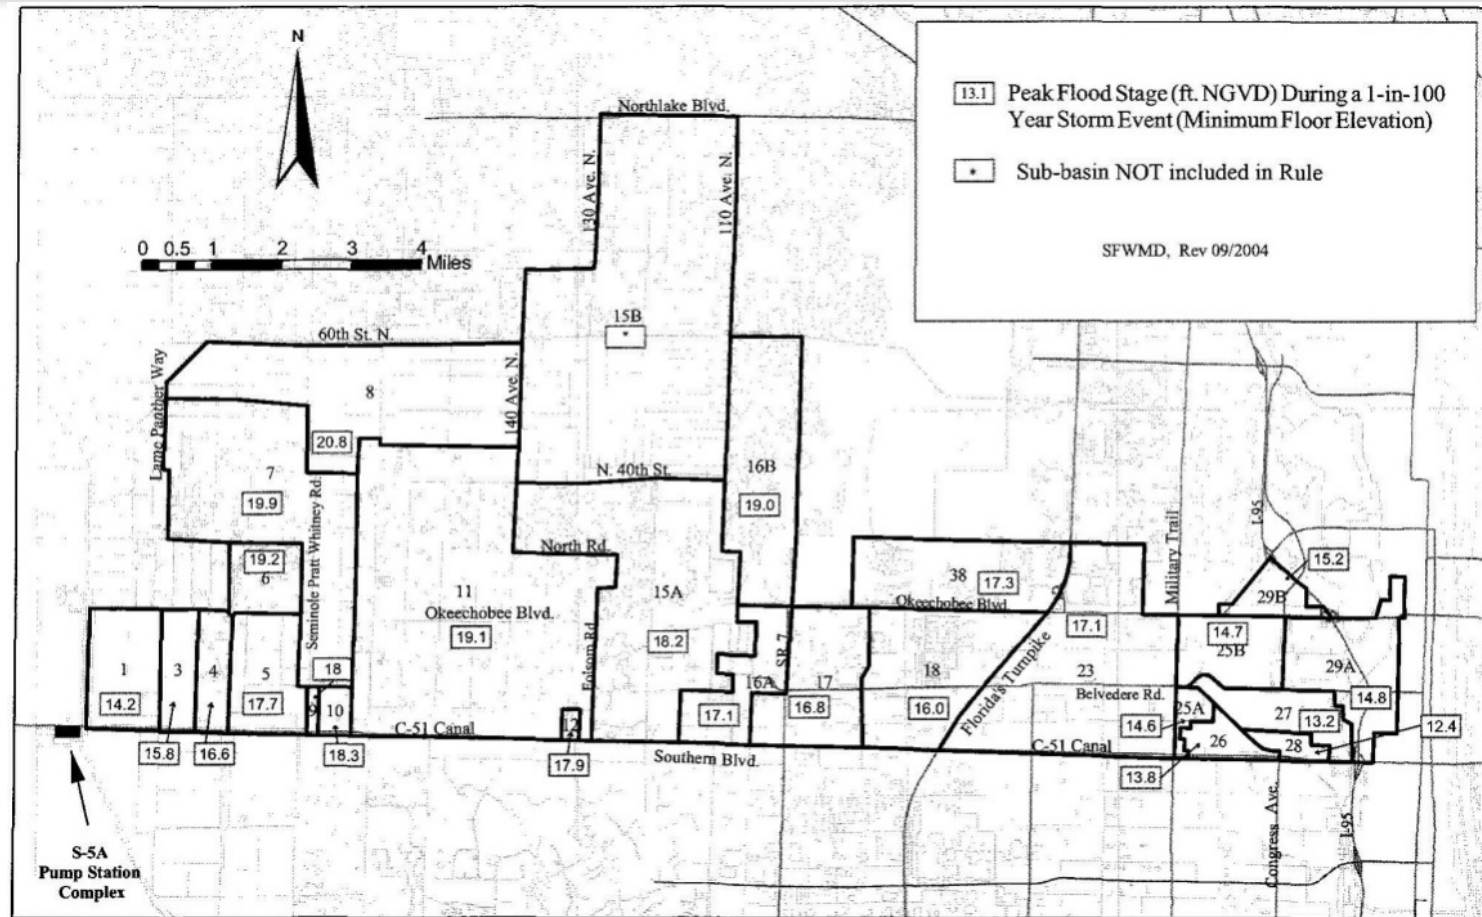 N
0 0.5 1 2 3 4
Miles
13.1 Peak Flood Stage (ft. NGVD) During a 1-in-100
Year Storm Event (Minimum Floor Elevation)
* Sub-basin NOT included in Rule
SFWMD, Rev 09/2004
Northlake Blvd.
130 Ave. N.
110 Ave. N.
15B
*
60th St. N.
Lame Panther Way
140 Ave. N.
8
20.8
7
19.9
N. 40th St.
16B
19.0
Seminole Pratt Whitney Rd.
19.2
6
North Rd.
11
Okeechobee Blvd.
19.1
15A
18.2
Folsom Rd.
38
17.3
Okeechobee Blvd.
Military Trail
I-95
15.2
29B
1
14.2
3
15.8
4
16.6
5
17.7
18
9
10
18.3
C-51 Canal
12
17.9
Southern Blvd.
16A
17.1
SR 7
17
16.8
18
16.0
Florida's Turnpike
17.1
23
Belvedere Rd.
C-51 Canal
14.7
25B
29A
14.8
25A
14.6
27
13.2
12.4
26
28
13.8
Congress Ave.
I-95
S-5A
Pump Station
Complex